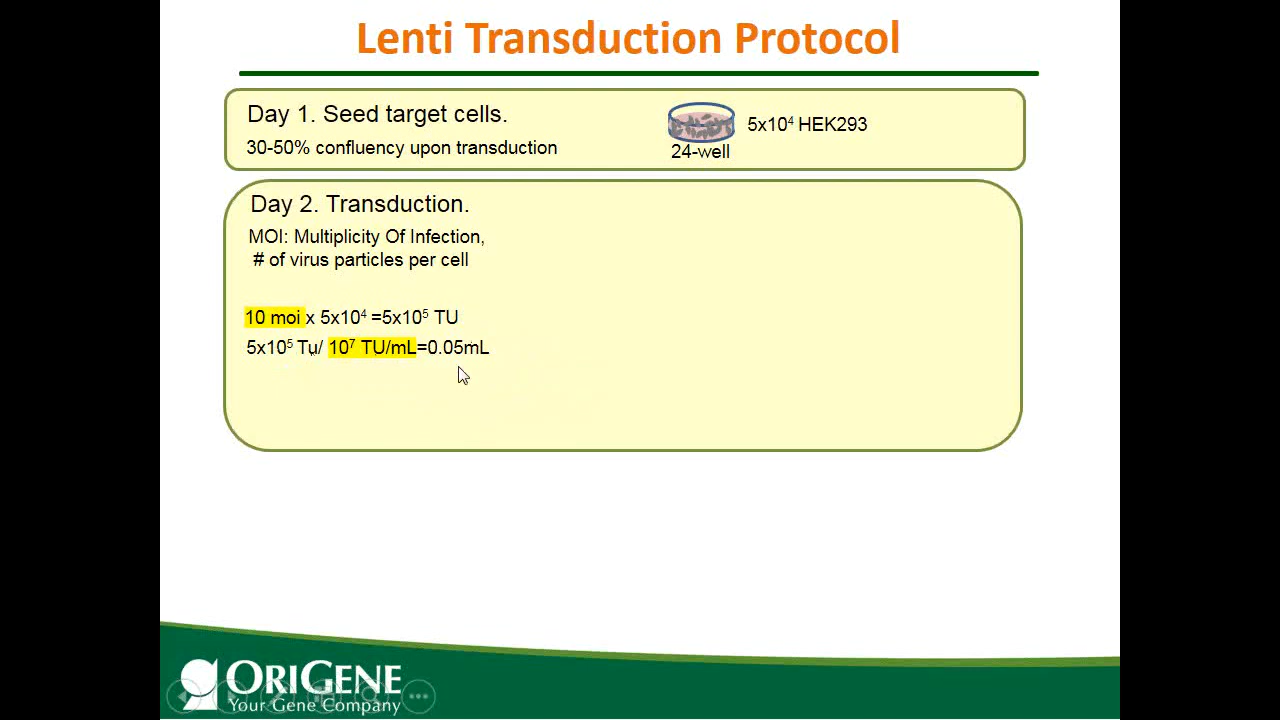 Lenti Transduction Protocol
Day 1. Seed target cells.
30-50% confluency upon transduction
5x10⁴ HEK293
24-well
Day 2. Transduction.
MOI: Multiplicity Of Infection,
# of virus particles per cell
10 moi x 5x10⁴ =5x10⁵ TU
5x10⁵ Tu/ 10⁷ TU/mL=0.05mL
ORIGENE
Your Gene Company